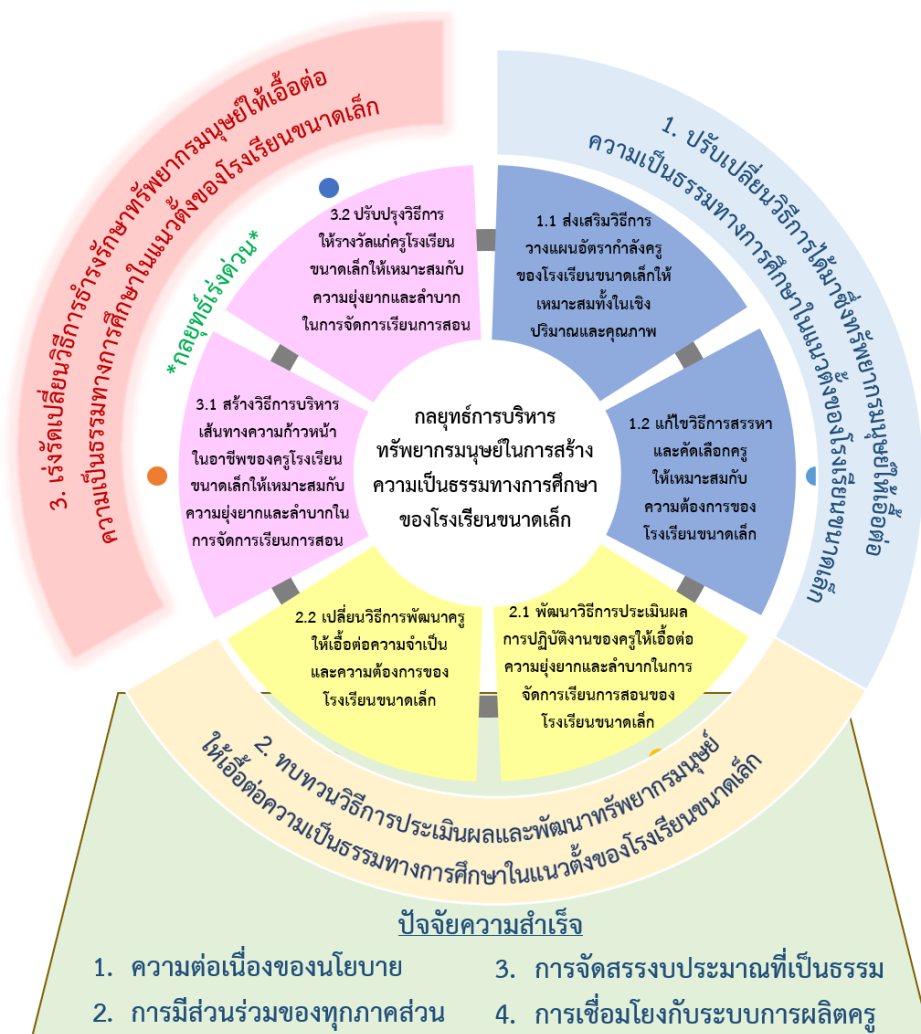 กลยุทธ์การบริหาร
ทรัพยากรมนุษย์ในการสร้าง
ความเป็นธรรมทางการศึกษา
ของโรงเรียนขนาดเล็ก
1. ปรับเปลี่ยนวิธีการได้มาซึ่งทรัพยากรมนุษย์ให้เอื้อต่อ
ความเป็นธรรมทางการศึกษาในแนวตั้งของโรงเรียนขนาดเล็ก
1.1 ส่งเสริมวิธีการ
วางแผนอัตรากำลังครู
ของโรงเรียนขนาดเล็กให้
เหมาะสมทั้งในเชิง
ปริมาณและคุณภาพ
1.2 แก้ไขวิธีการสรรหา
และคัดเลือกครู
ให้เหมาะสมกับ
ความต้องการของ
โรงเรียนขนาดเล็ก
2. ทบทวนวิธีการประเมินผลและพัฒนาทรัพยากรมนุษย์
ให้เอื้อต่อความเป็นธรรมทางการศึกษาในแนวตั้งของโรงเรียนขนาดเล็ก
2.1 พัฒนาวิธีการประเมินผล
การปฏิบัติงานของครูให้เอื้อต่อ
ความยุ่งยากและลำบากในการ
จัดการเรียนการสอนของ
โรงเรียนขนาดเล็ก
2.2 เปลี่ยนวิธีการพัฒนาครู
ให้เอื้อต่อความจำเป็น
และความต้องการของ
โรงเรียนขนาดเล็ก
3. เร่งรัดเปลี่ยนวิธีการธำรงรักษาทรัพยากรมนุษย์ให้เอื้อต่อ
ความเป็นธรรมทางการศึกษาในแนวตั้งของโรงเรียนขนาดเล็ก
*กลยุทธ์เร่งด่วน*
3.1 สร้างวิธีการบริหาร
เส้นทางความก้าวหน้า
ในอาชีพของครูโรงเรียน
ขนาดเล็กให้เหมาะสมกับ
ความยุ่งยากและลำบากใน
การจัดการเรียนการสอน
3.2 ปรับปรุงวิธีการ
ให้รางวัลแก่ครูโรงเรียน
ขนาดเล็กให้เหมาะสมกับ
ความยุ่งยากและลำบาก
ในการจัดการเรียนการสอน
ปัจจัยความสำเร็จ
1. ความต่อเนื่องของนโยบาย
2. การมีส่วนร่วมของทุกภาคส่วน
3. การจัดสรรงบประมาณที่เป็นธรรม
4. การเชื่อมโยงกับระบบการผลิตครู